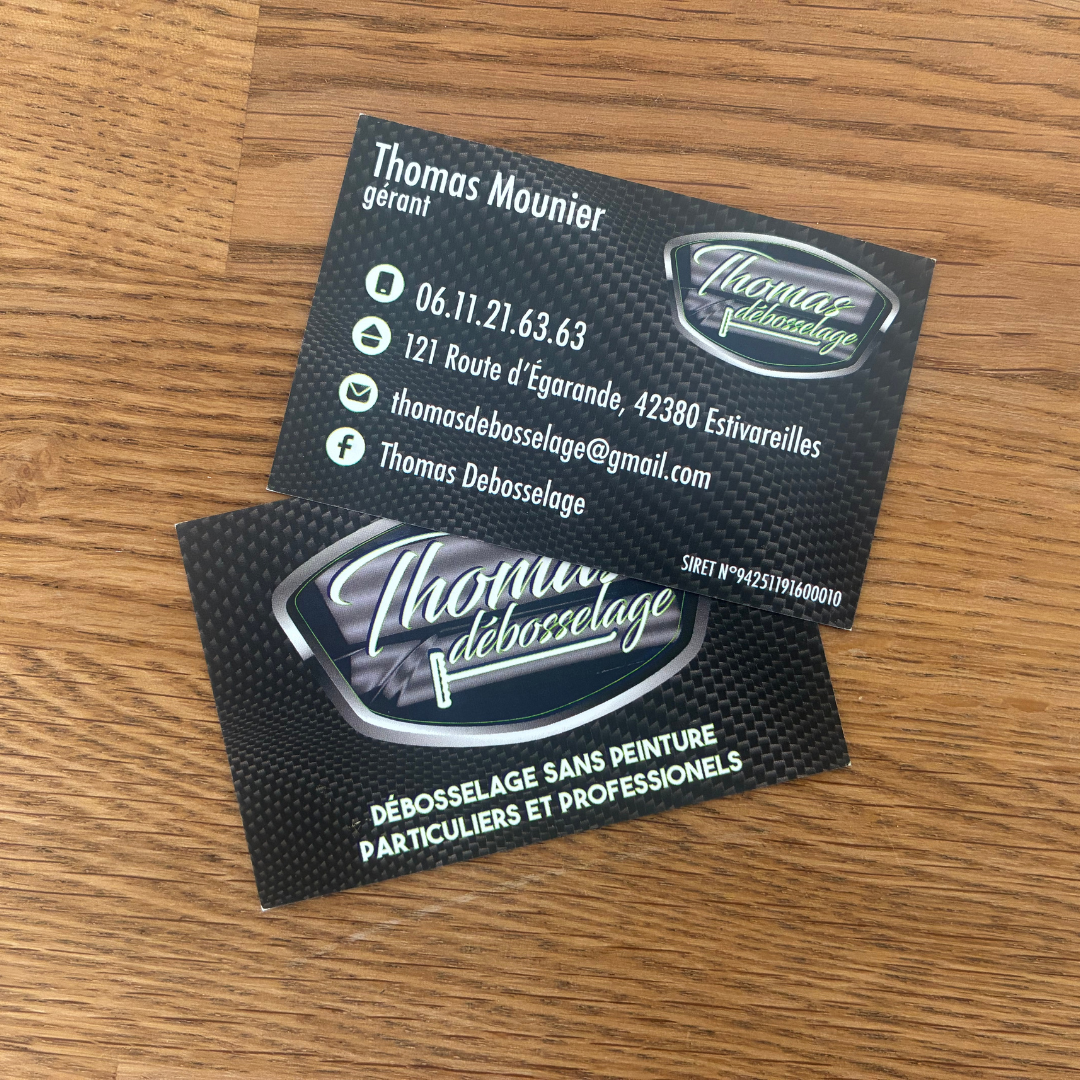 Thomas Mounier
gérant
Thomas
débosselage
06.11.21.63.63
121 Route d'Égarande, 42380 Estivareilles
thomasdebosselage@gmail.com
f Thomas Debosselage
SIRET N°94251191600010
Thomas
débosselage
DÉBOSSELAGE SANS PEINTURE
PARTICULIERS ET PROFESSIONELS